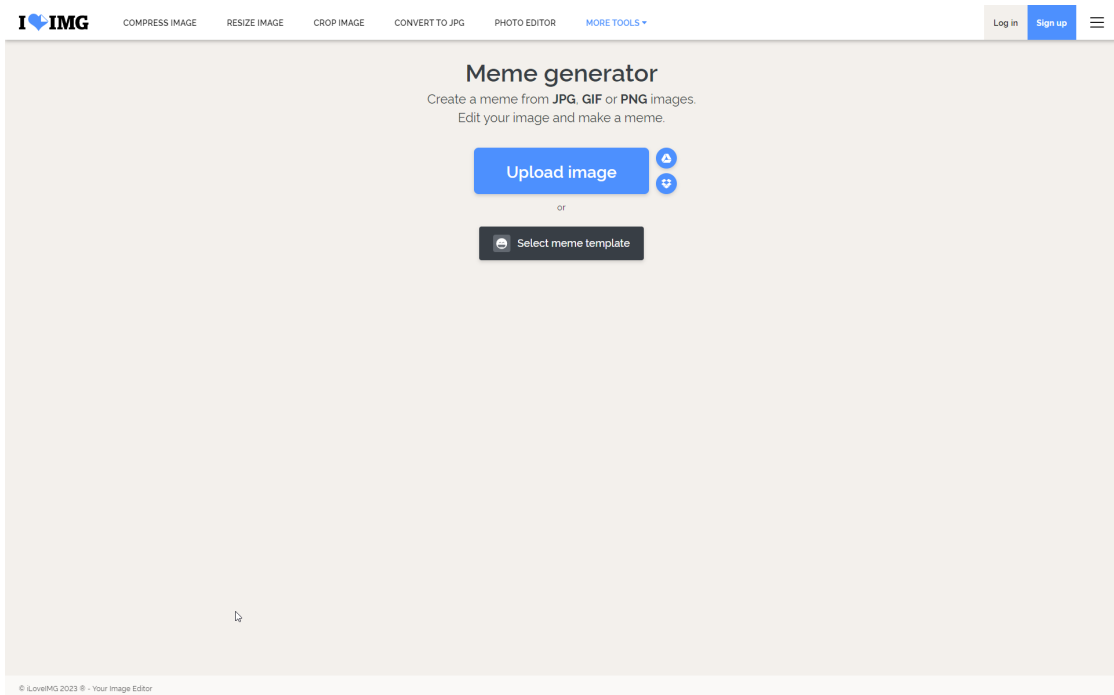 I IMG
COMPRESS IMAGE
RESIZE IMAGE
CROP IMAGE
CONVERT TO JPG
PHOTO EDITOR
MORE TOOLS
Log in
Sign up
Meme generator
Create a meme from JPG, GIF or PNG images.
Edit your image and make a meme.
Upload image
or
Select meme template
© iLoveIMG 2023 ® - Your Image Editor